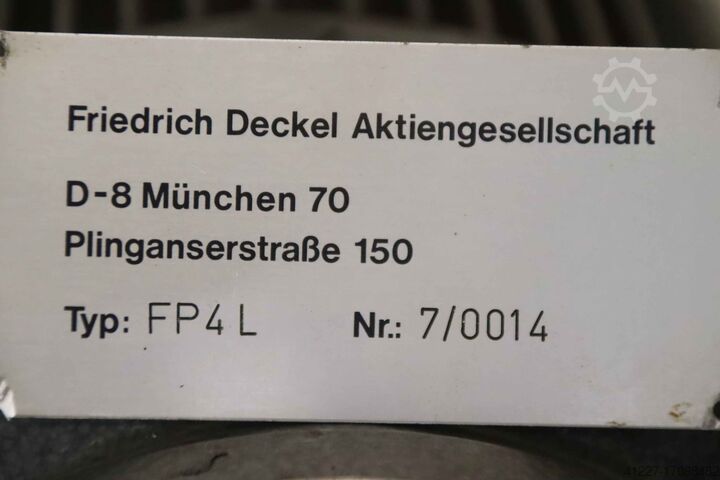 Friedrich Deckel Aktiengesellschaft
D-8 München 70
Plinganserstraße 150
Typ: FP4 L Nr.: 7/0014